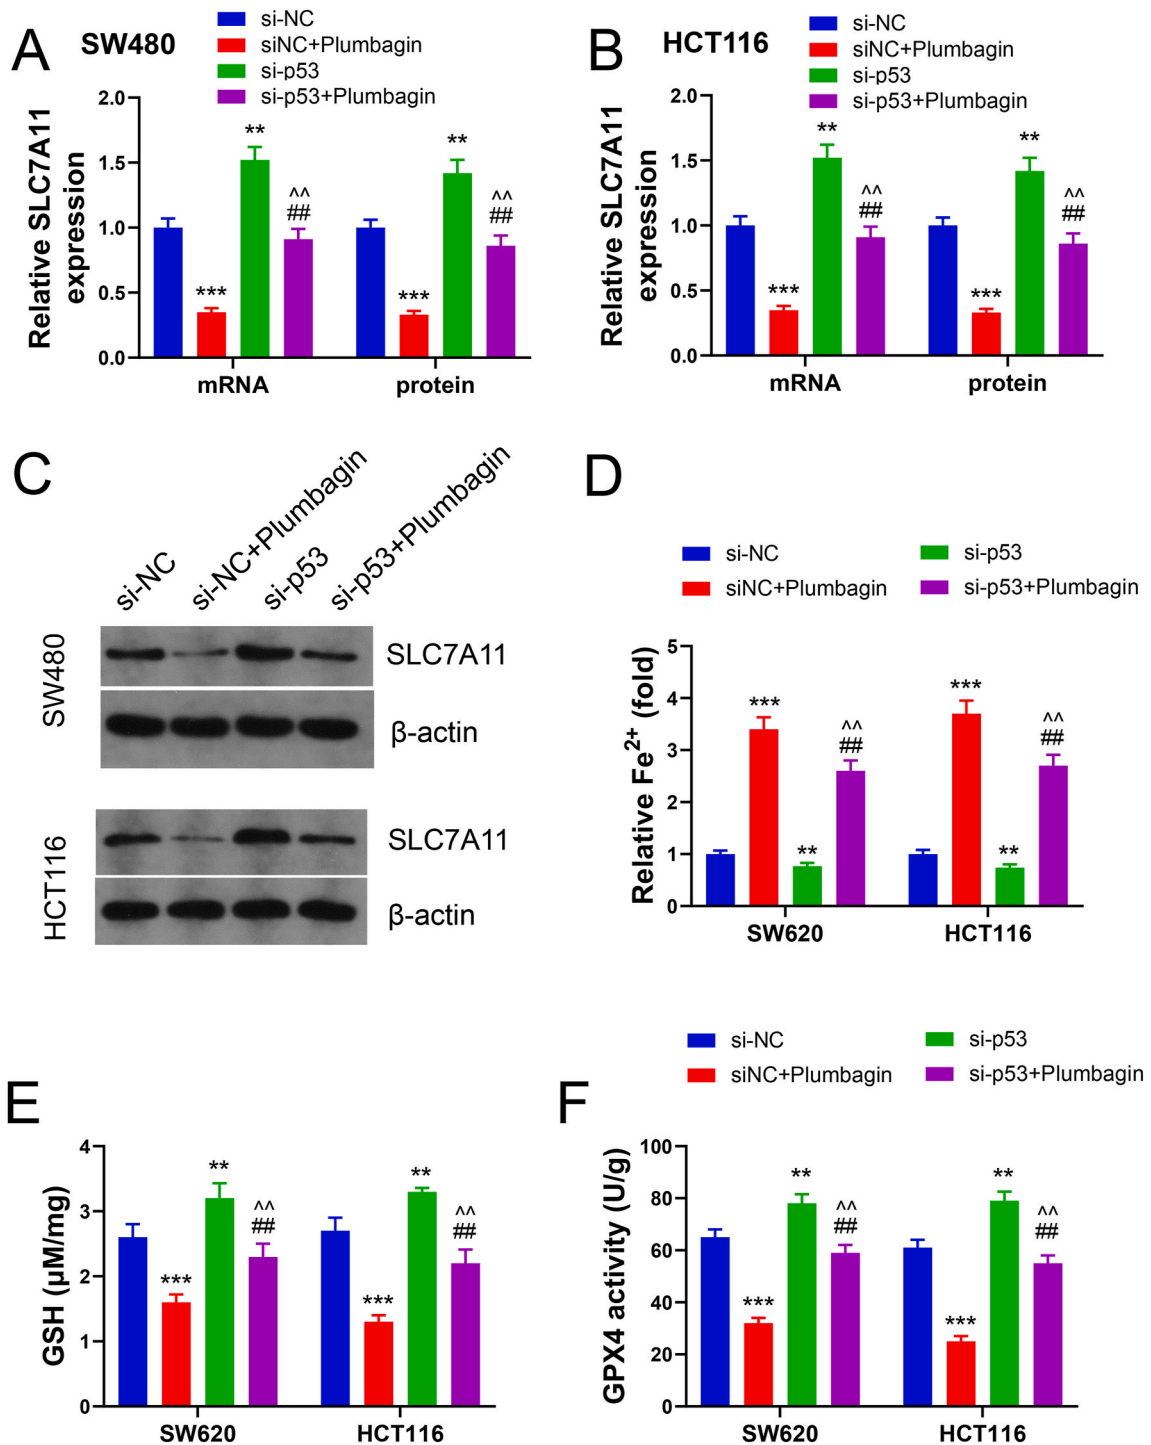 A
SW480
si-NC
siNC+Plumbagin
si-p53
si-p53+Plumbagin
Relative SLC7A11
expression
2.0
1.5
1.0
0.5
0.0
**
^^
##
***
**
^^
##
***
mRNA
protein
B
HCT116
si-NC
siNC+Plumbagin
si-p53
si-p53+Plumbagin
Relative SLC7A11
expression
2.0
1.5
1.0
0.5
0.0
**
^^
##
***
**
^^
##
***
mRNA
protein
C
si-NC
si-NC+Plumbagin
si-p53
si-p53+Plumbagin
SW480
SLC7A11
β-actin
HCT116
SLC7A11
β-actin
D
si-NC
si-p53
siNC+Plumbagin
si-p53+Plumbagin
Relative Fe2+ (fold)
5
4
3
2
1
0
***
**
^^
##
***
**
^^
##
SW620
HCT116
E
GSH (μM/mg)
4
3
2
1
0
***
**
^^
##
***
**
^^
##
SW620
HCT116
F
si-NC
si-p53
siNC+Plumbagin
si-p53+Plumbagin
GPX4 activity (U/g)
100
80
60
40
20
0
***
**
^^
##
***
**
^^
##
SW620
HCT116